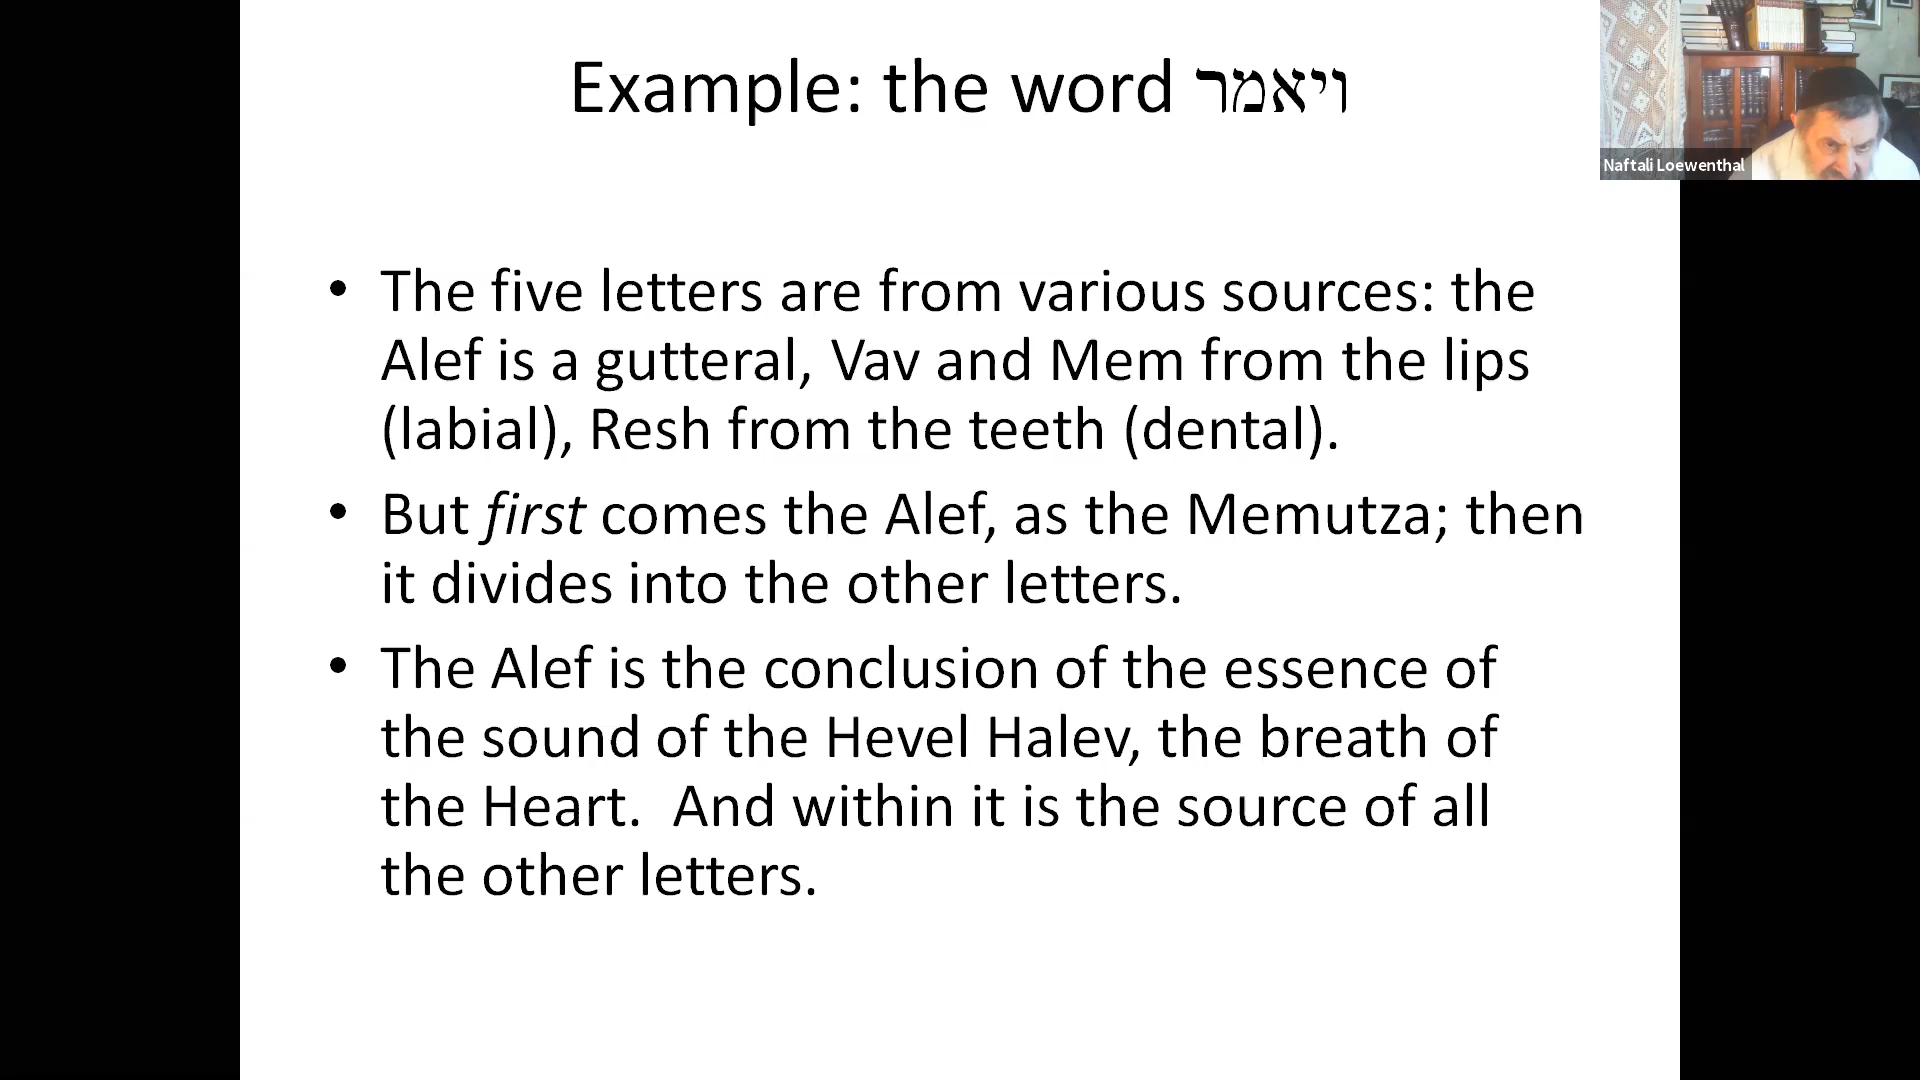 Example: the word ויאמר
Naftali Loewenthal
• The five letters are from various sources: the
Alef is a gutteral, Vav and Mem from the lips
(labial), Resh from the teeth (dental).
• But first comes the Alef, as the Memutza; then
it divides into the other letters.
• The Alef is the conclusion of the essence of
the sound of the Hevel Halev, the breath of
the Heart.  And within it is the source of all
the other letters.